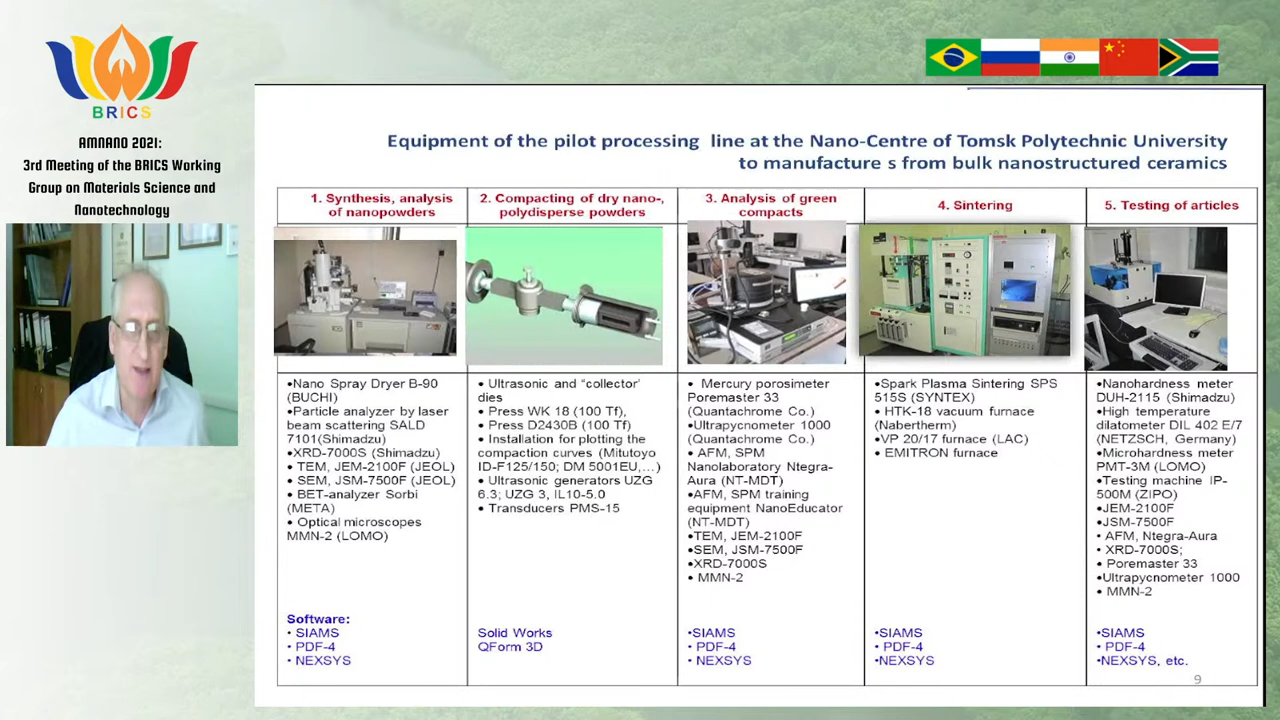 BRICS
AMNANO 2021:
3rd Meeting of the BRICS Working
Group on Materials Science and
Nanotechnology
Equipment of the pilot processing line at the Nano-Centre of Tomsk Polytechnic University
to manufacture s from bulk nanostructured ceramics
1. Synthesis, analysis
of nanopowders
2. Compacting of dry nano-,
polydisperse powders
3. Analysis of green
compacts
4. Sintering
5. Testing of articles
•Nano Spray Dryer B-90
(BUCHI)
•Particle analyzer by laser
beam scattering SALD
7101(Shimadzu)
•XRD-7000S (Shimadzu)
• TEM, JEM-2100F (JEOL)
• SEM, JSM-7500F (JEOL)
• BET-analyzer Sorbi
(META)
• Optical microscopes
MMN-2 (LOMO)
Software:
• SIAMS
• PDF-4
• NEXSYS
• Ultrasonic and “collector’
dies
• Press WK 18 (100 Tf),
• Press D2430B (100 Tf)
• Installation for plotting the
compaction curves (Mitutoyo
ID-F125/150; DM 5001EU,...)
• Ultrasonic generators UZG
6.3; UZG 3, IL10-5.0
• Transducers PMS-15
Solid Works
QForm 3D
• Mercury porosimeter
Poremaster 33
(Quantachrome Co.)
•Ultrapycnometer 1000
(Quantachrome Co.)
• AFM, SPM
Nanolaboratory Ntegra-
Aura (NT-MDT)
•AFM, SPM training
equipment NanoEducator
(NT-MDT)
•TEM, JEM-2100F
•SEM, JSM-7500F
•XRD-7000S
• MMN-2
•SIAMS
• PDF-4
• NEXSYS
•Spark Plasma Sintering SPS
515S (SYNTEX)
• HTK-18 vacuum furnace
(Nabertherm)
•VP 20/17 furnace (LAC)
• EMITRON furnace
•SIAMS
• PDF-4
•NEXSYS
•Nanohardness meter
DUH-2115 (Shimadzu)
•High temperature
dilatometer DIL 402 E/7
(NETZSCH, Germany)
•Microhardness meter
PMT-3M (LOMO)
•Testing machine IP-
500M (ZIPO)
•JEM-2100F
•JSM-7500F
• AFM, Ntegra-Aura
• XRD-7000S;
• Poremaster 33
•Ultrapycnometer 1000
• MMN-2
•SIAMS
• PDF-4
•NEXSYS, etc.
9